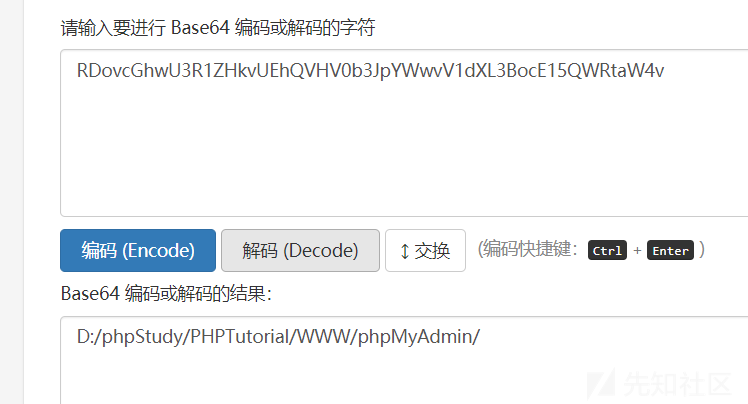 请输入要进行 Base64 编码或解码的字符
RDovcGhwU3R1ZHkvUEhQVHV0b3JpYWwvV1dXL3BocE15QWRtaW4v
编码 (Encode) 解码 (Decode) ↕ 交换 (编码快捷键： Ctrl + Enter )
Base64 编码或解码的结果：
D:/phpStudy/PHPTutorial/WWW/phpMyAdmin/
先知社区